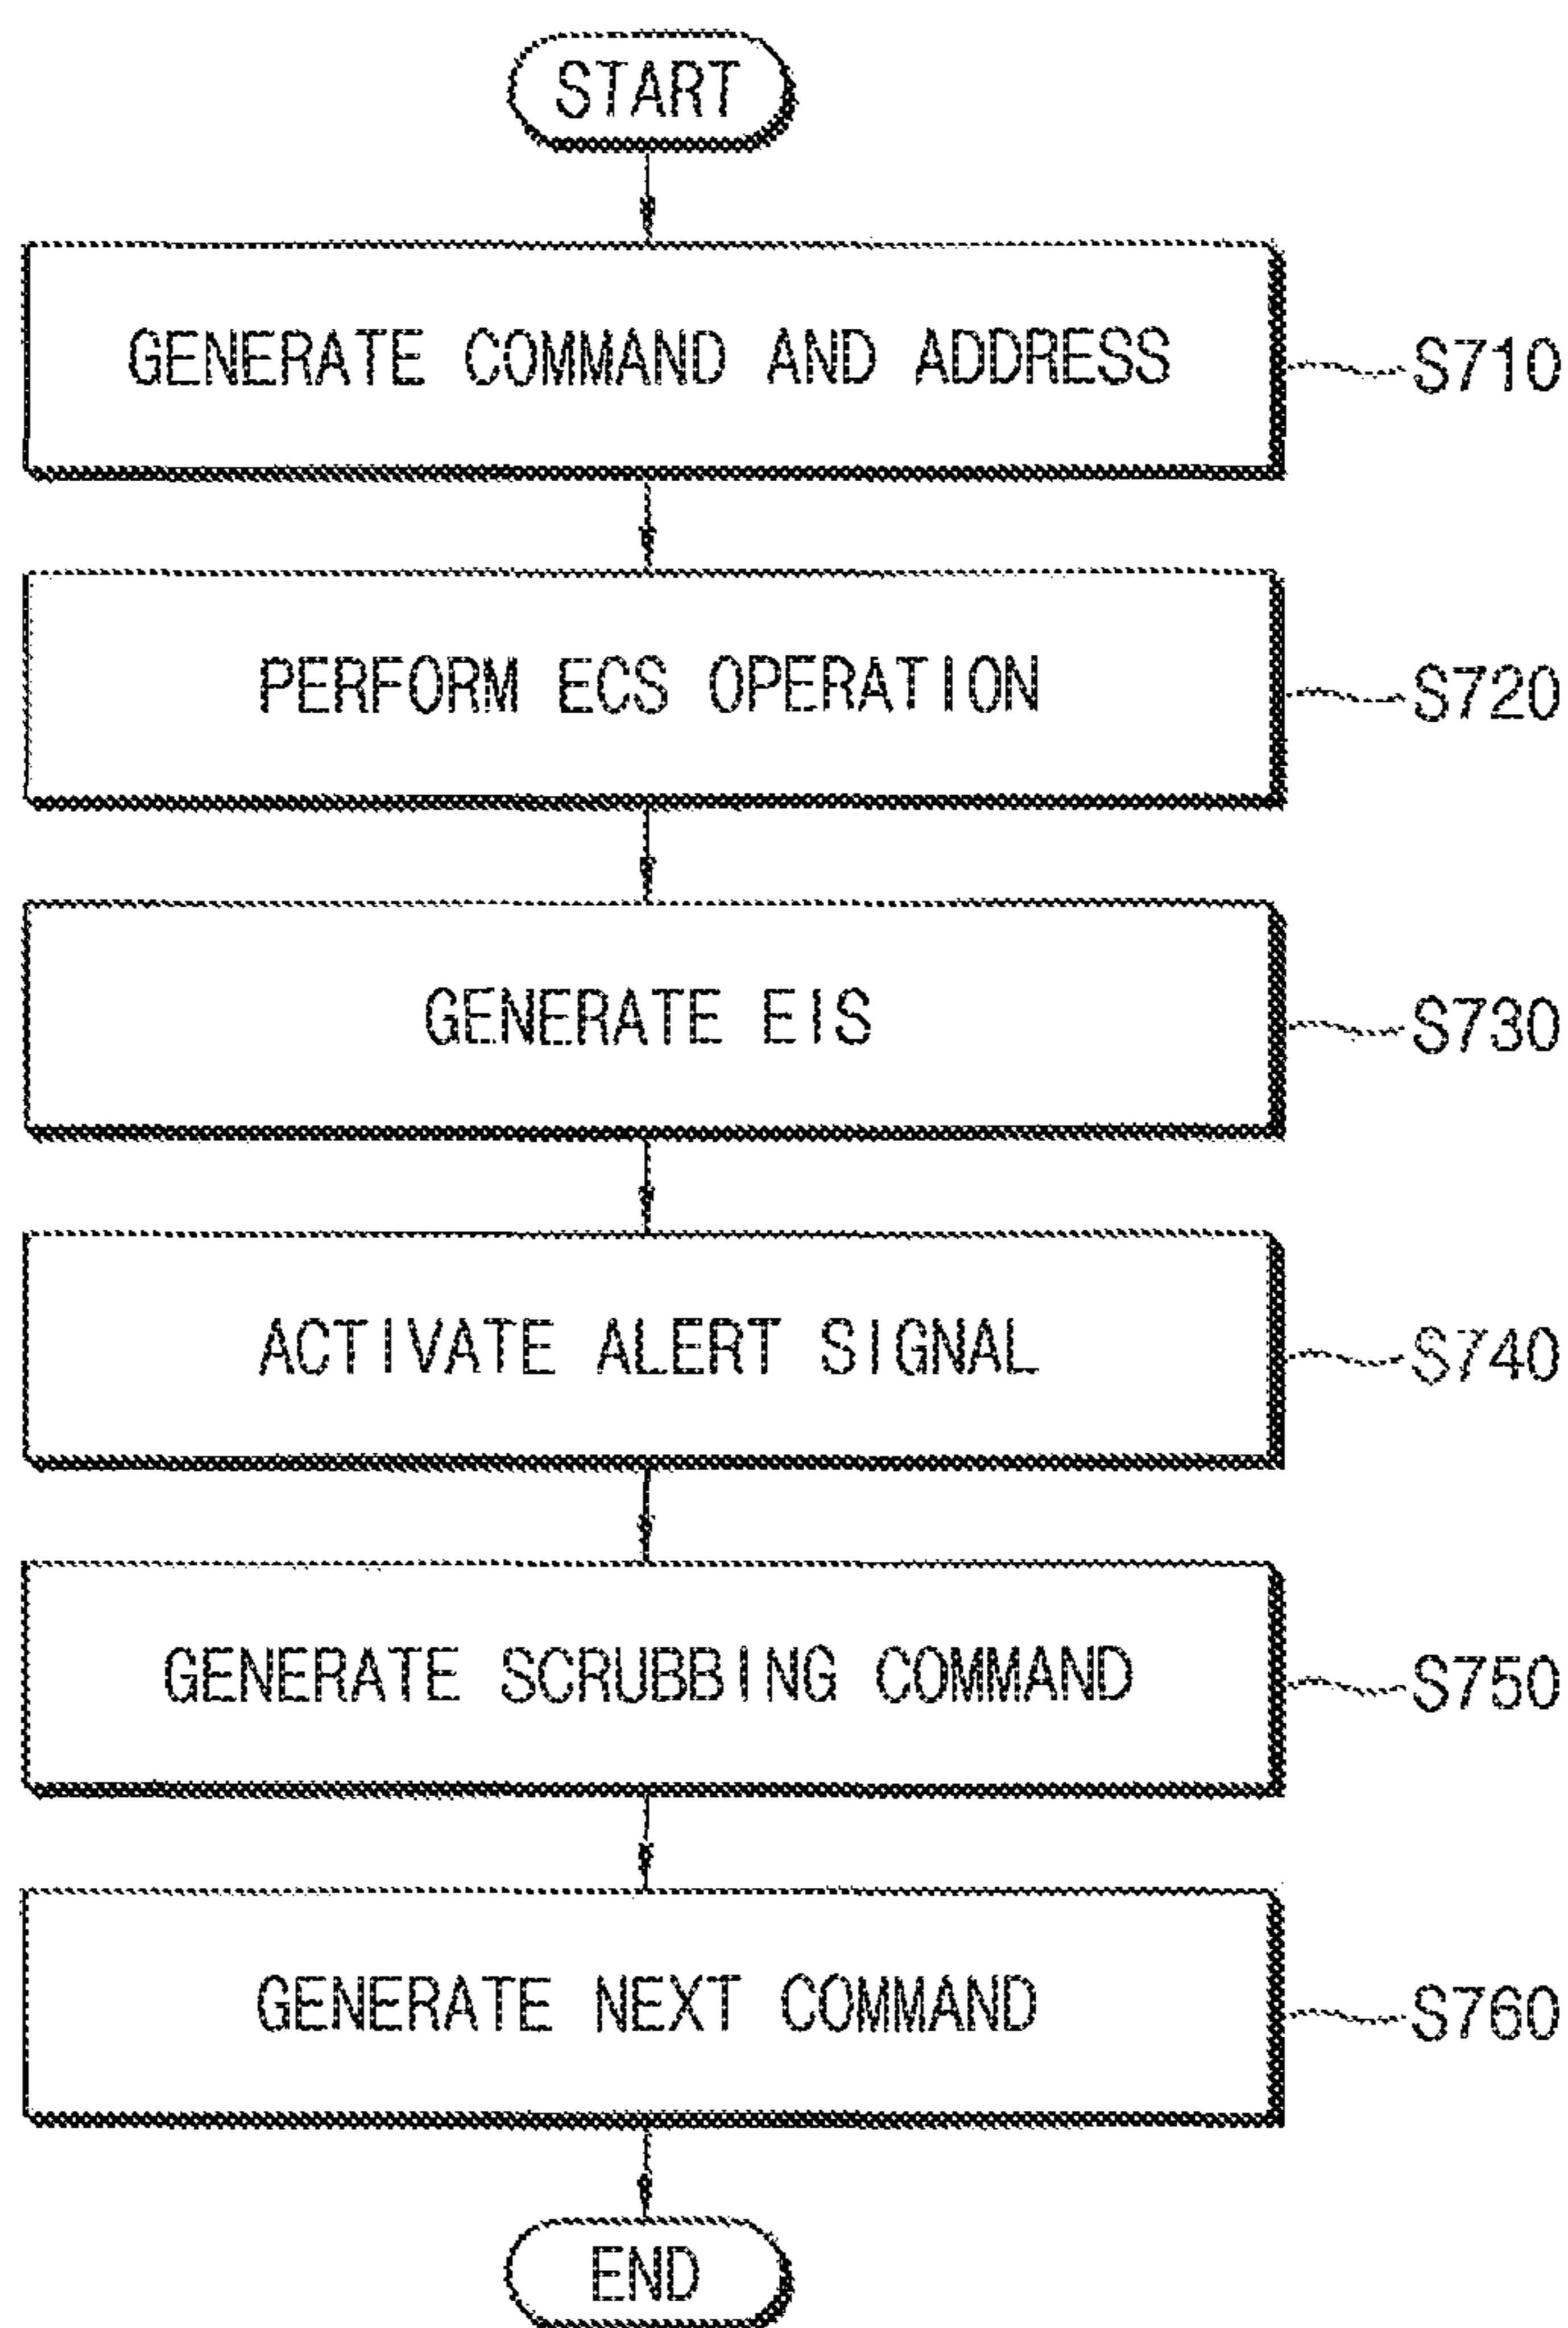 START
GENERATE COMMAND AND ADDRESS
S710
PERFORM ECS OPERATION
S720
GENERATE EIS
S730
ACTIVATE ALERT SIGNAL
S740
GENERATE SCRUBBING COMMAND
S750
GENERATE NEXT COMMAND
S760
END